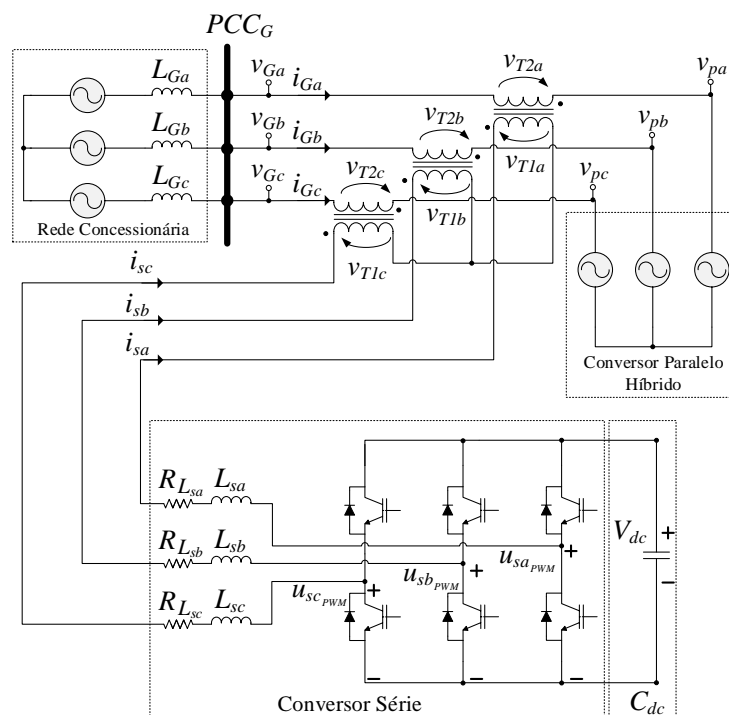 PCC_G
L_Ga
v_Ga
i_Ga
v_T2a
v_pa
L_Gb
v_Gb
i_Gb
v_T2b
v_pb
L_Gc
v_Gc
i_Gc
v_T2c
v_T1a
v_pc
Rede Concessionária
v_T1b
v_T1c
i_sc
i_sb
i_sa
Conversor Paralelo
Híbrido
R_Lsa
L_sa
R_Lsb
L_sb
R_Lsc
L_sc
u_sa_PWM
+
u_sb_PWM
+
u_sc_PWM
+
V_dc
+
−
−
−
−
Conversor Série
C_dc